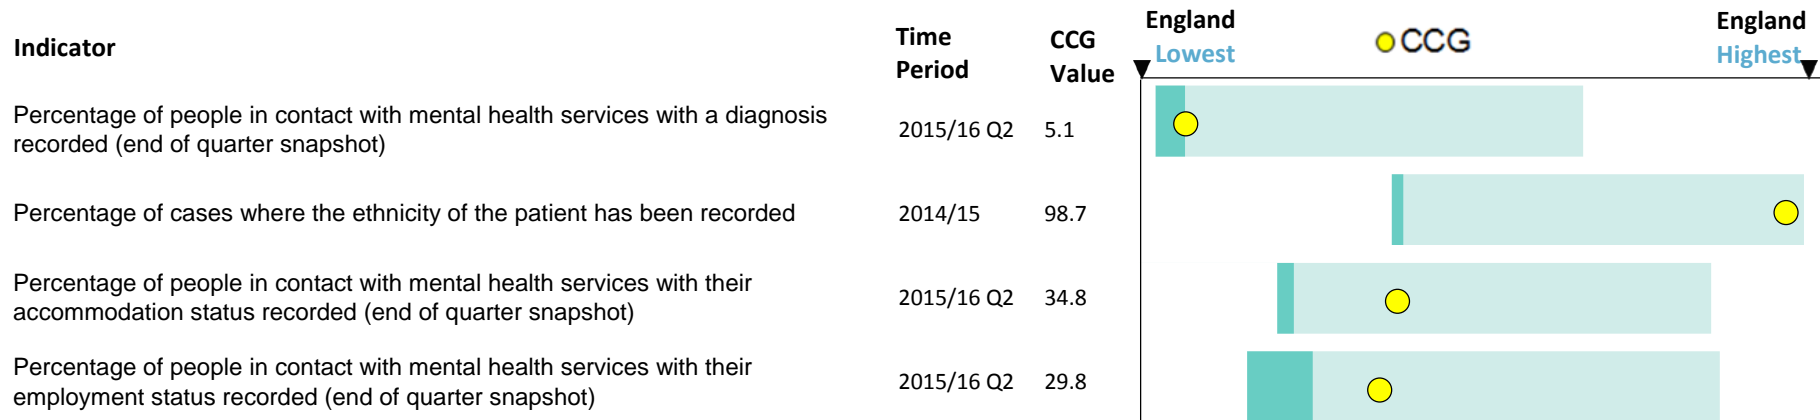 Indicator
Time
Period
CCG
Value
England
Lowest
CCG
England
Highest
Percentage of people in contact with mental health services with a diagnosis
recorded (end of quarter snapshot)
2015/16 Q2
5.1
Percentage of cases where the ethnicity of the patient has been recorded
2014/15
98.7
Percentage of people in contact with mental health services with their
accommodation status recorded (end of quarter snapshot)
2015/16 Q2
34.8
Percentage of people in contact with mental health services with their
employment status recorded (end of quarter snapshot)
2015/16 Q2
29.8